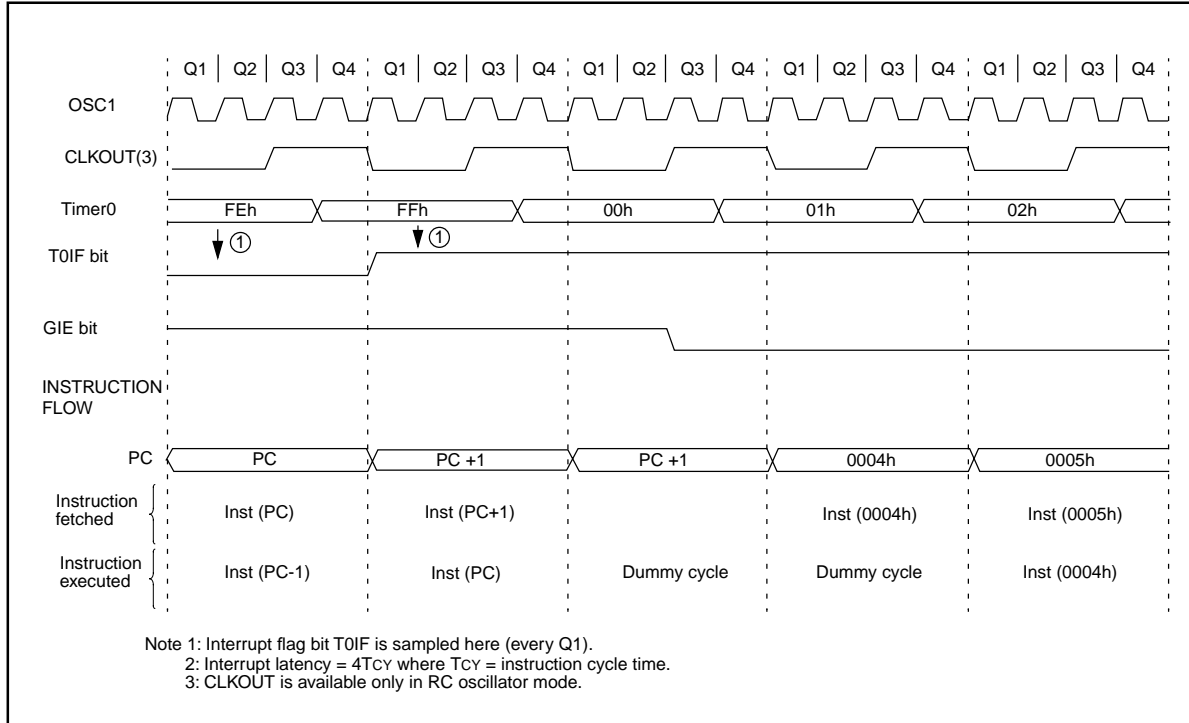 Q1 | Q2 | Q3 | Q4 Q1 | Q2 | Q3 | Q4 Q1 | Q2 | Q3 | Q4 Q1 | Q2 | Q3 | Q4 Q1 | Q2 | Q3 | Q4
OSC1
CLKOUT(3)
Timer0 FEh FFh 00h 01h 02h
① ①
T0IF bit
GIE bit
INSTRUCTION
FLOW
PC PC PC +1 PC +1 0004h 0005h
Instruction
fetched
Inst (PC) Inst (PC+1) Inst (0004h) Inst (0005h)
Instruction
executed
Inst (PC-1) Inst (PC) Dummy cycle Dummy cycle Inst (0004h)
Note 1: Interrupt flag bit T0IF is sampled here (every Q1).
2: Interrupt latency = 4TCY where TCY = instruction cycle time.
3: CLKOUT is available only in RC oscillator mode.